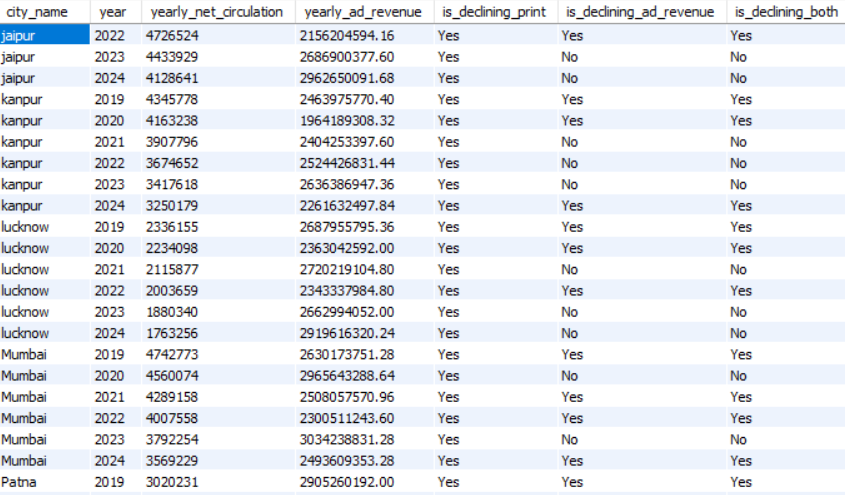 city_name year yearly_net_circulation yearly_ad_revenue is_declining_print is_declining_ad_revenue is_declining_both
jaipur 2022 4726524 2156204594.16 Yes Yes Yes
jaipur 2023 4433929 2686900377.60 Yes No No
jaipur 2024 4128641 2962650091.68 Yes No No
kanpur 2019 4345778 2463975770.40 Yes Yes Yes
kanpur 2020 4163238 1964189308.32 Yes Yes Yes
kanpur 2021 3907796 2404253397.60 Yes No No
kanpur 2022 3674652 2524426831.44 Yes No No
kanpur 2023 3417618 2636386947.36 Yes No No
kanpur 2024 3250179 2261632497.84 Yes Yes Yes
lucknow 2019 2336155 2687955795.36 Yes Yes Yes
lucknow 2020 2234098 2363042592.00 Yes Yes Yes
lucknow 2021 2115877 2720219104.80 Yes No No
lucknow 2022 2003659 2343337984.80 Yes Yes Yes
lucknow 2023 1880340 2662994052.00 Yes No No
lucknow 2024 1763256 2919616320.24 Yes No No
Mumbai 2019 4742773 2630173751.28 Yes Yes Yes
Mumbai 2020 4560074 2965643288.64 Yes No No
Mumbai 2021 4289158 2508057570.96 Yes Yes Yes
Mumbai 2022 4007558 2300511243.60 Yes Yes Yes
Mumbai 2023 3792254 3034238831.28 Yes No No
Mumbai 2024 3569229 2493609353.28 Yes Yes Yes
Patna 2019 3020231 2905260192.00 Yes Yes Yes